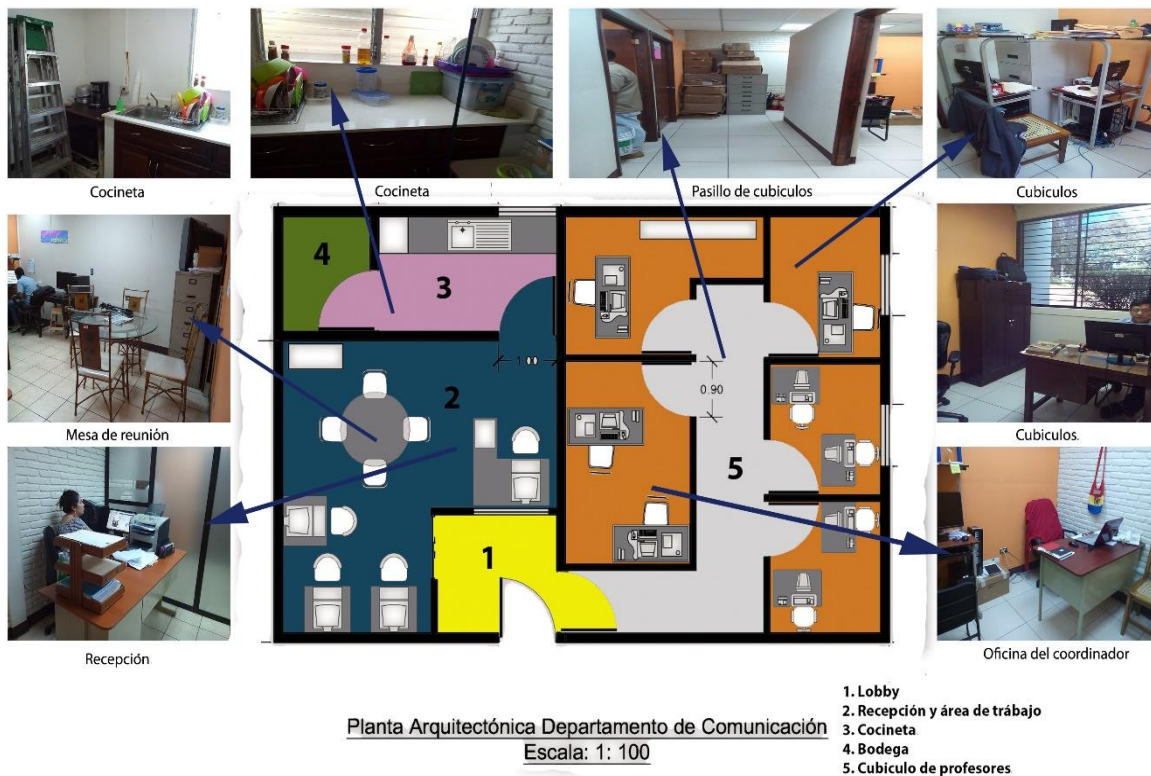 Cocineta
Cocineta
Pasillo de cubiculos
Cubiculos
Mesa de reunión
Cubiculos.
Recepción
Oficina del coordinador
4
3
1
2
0.90
5
1
Planta Arquitectónica Departamento de Comunicación
Escala: 1: 100
1. Lobby
2. Recepción y área de trábajo
3. Cocineta
4. Bodega
5. Cubiculo de profesores